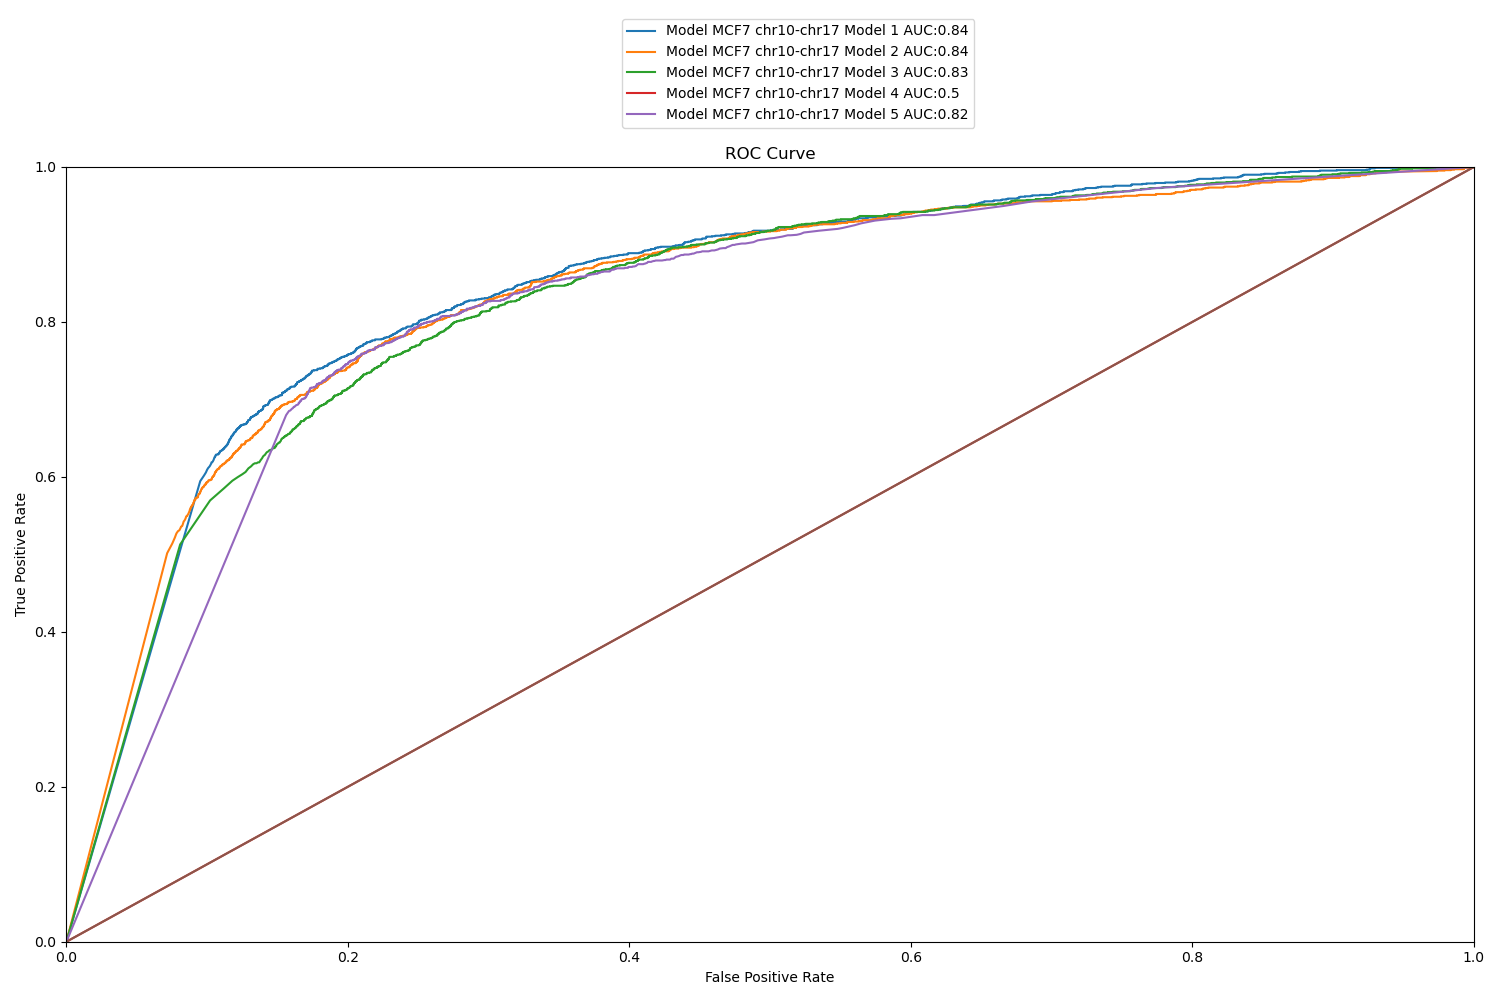 Model MCF7 chr10-chr17 Model 1 AUC:0.84
Model MCF7 chr10-chr17 Model 2 AUC:0.84
Model MCF7 chr10-chr17 Model 3 AUC:0.83
Model MCF7 chr10-chr17 Model 4 AUC:0.5
Model MCF7 chr10-chr17 Model 5 AUC:0.82
ROC Curve
1.0
0.8
0.6
0.4
0.2
0.0
True Positive Rate
0.0
0.2
0.4
0.6
0.8
1.0
False Positive Rate